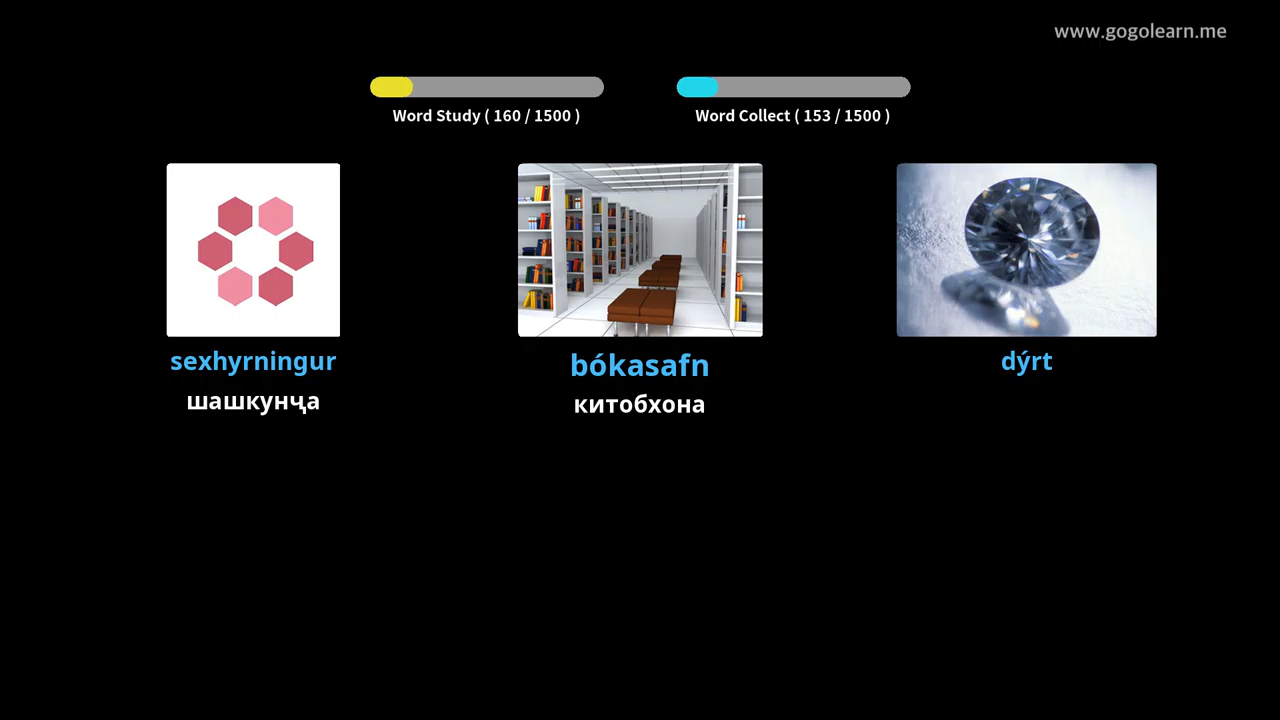 www.gogolearn.me
Word Study ( 160 / 1500 )
Word Collect ( 153 / 1500 )
sexhyrningur
шашкунҷа
bókasafn
китобхона
dýrt